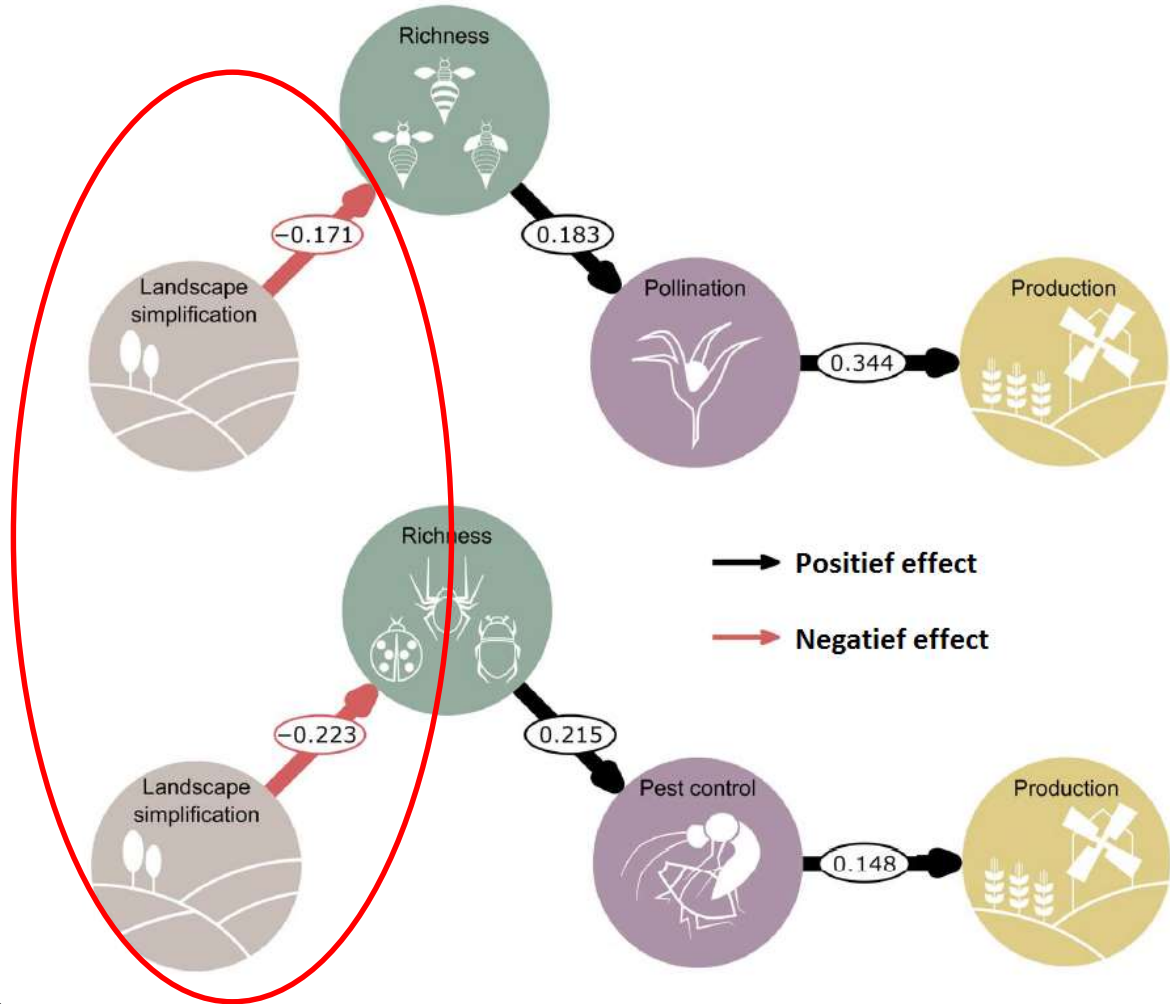 Richness
−0.171
0.183
Landscape
simplification
Pollination
Production
0.344
Richness
Positief effect
Negatief effect
−0.223
0.215
Landscape
simplification
Pest control
Production
0.148